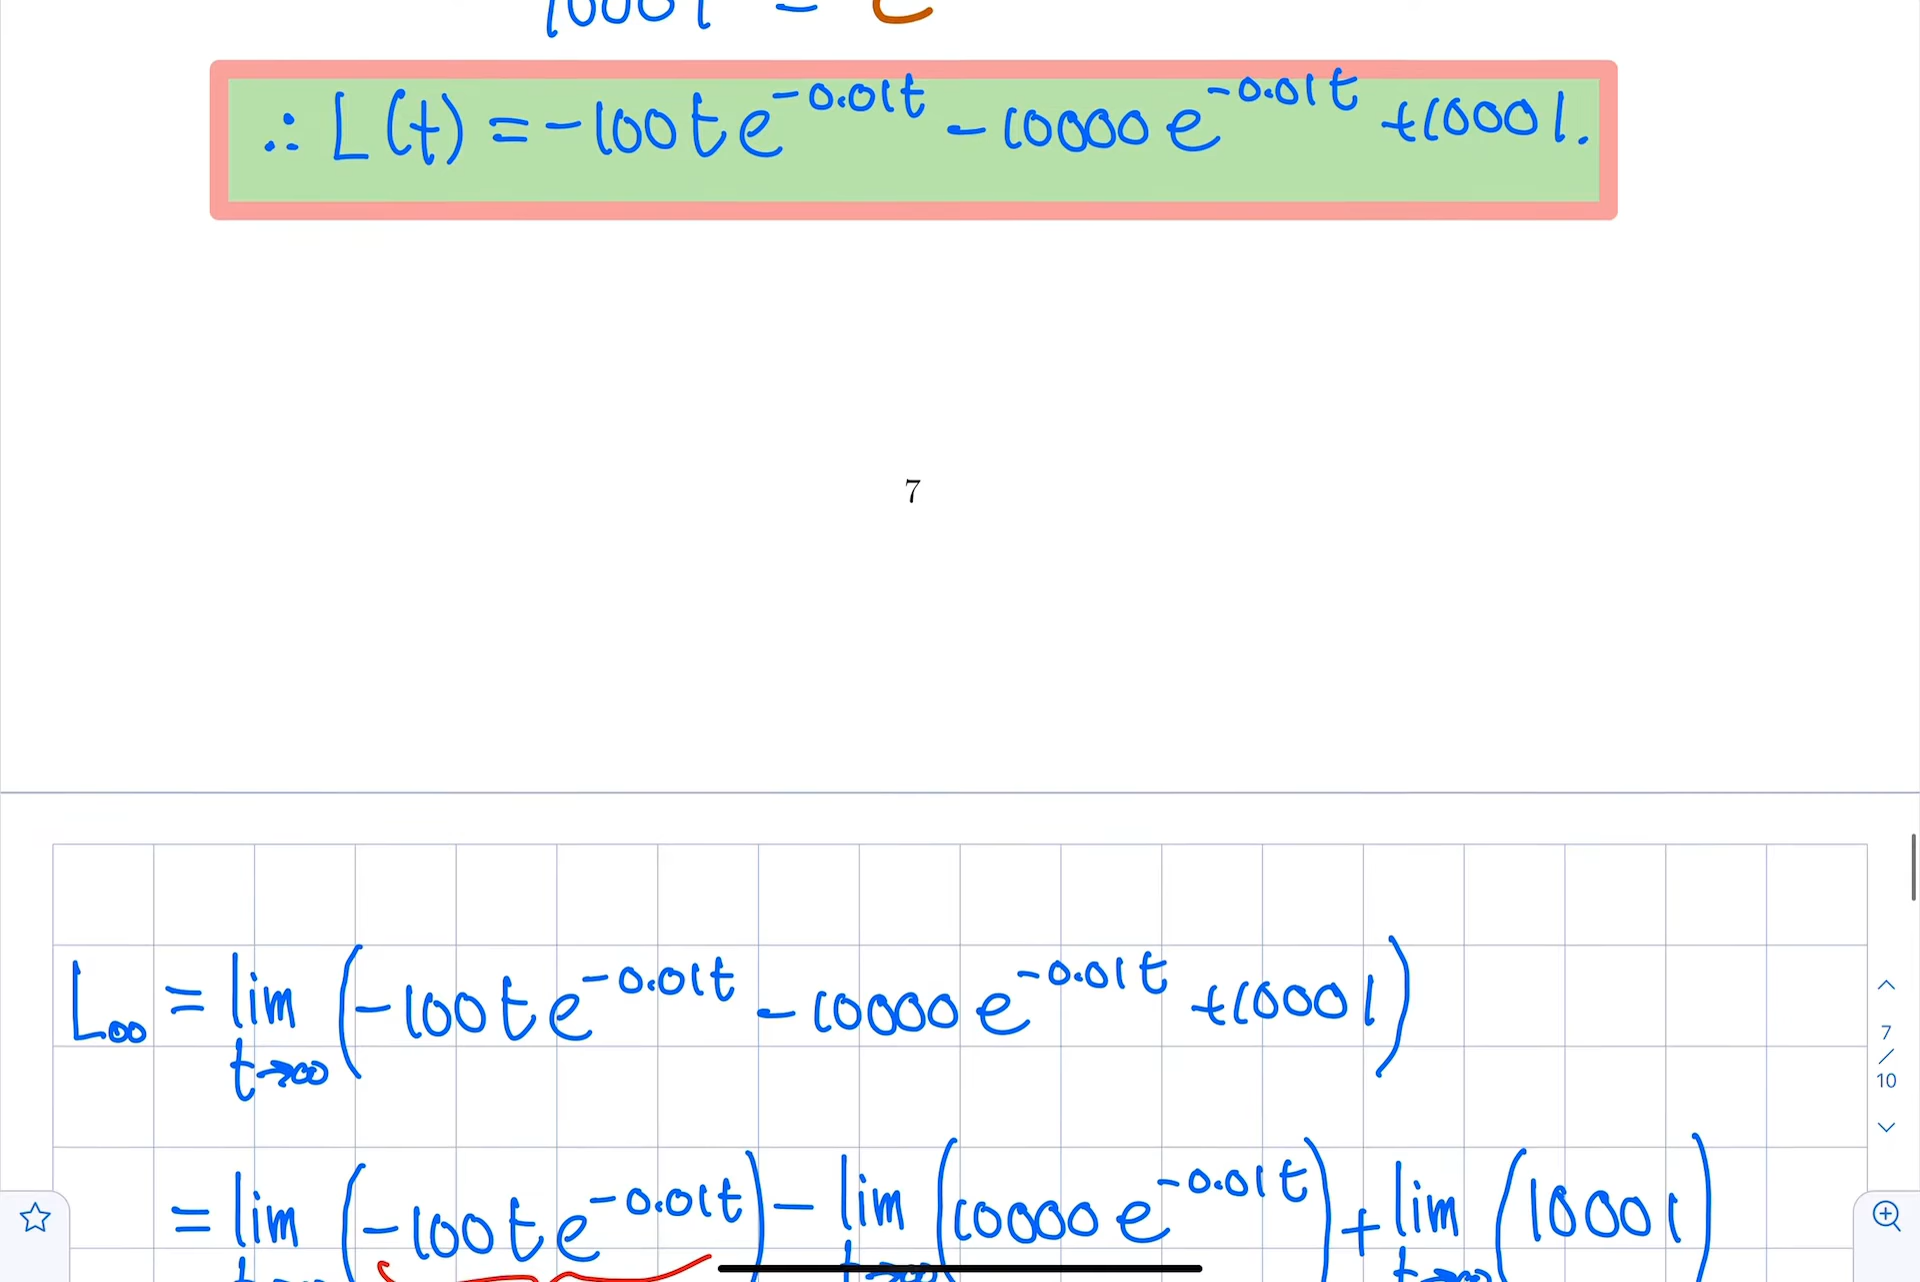 10001 = C
∴ L(t) = -100te^{-0.01t} - 10000e^{-0.01t} + 10001.
7
L∞ = lim t→∞ (-100te^{-0.01t} - 10000e^{-0.01t} + 10001)
= lim t→∞ (-100te^{-0.01t}) - lim t→∞ (10000e^{-0.01t}) + lim t→∞ (10001)
7
/
10